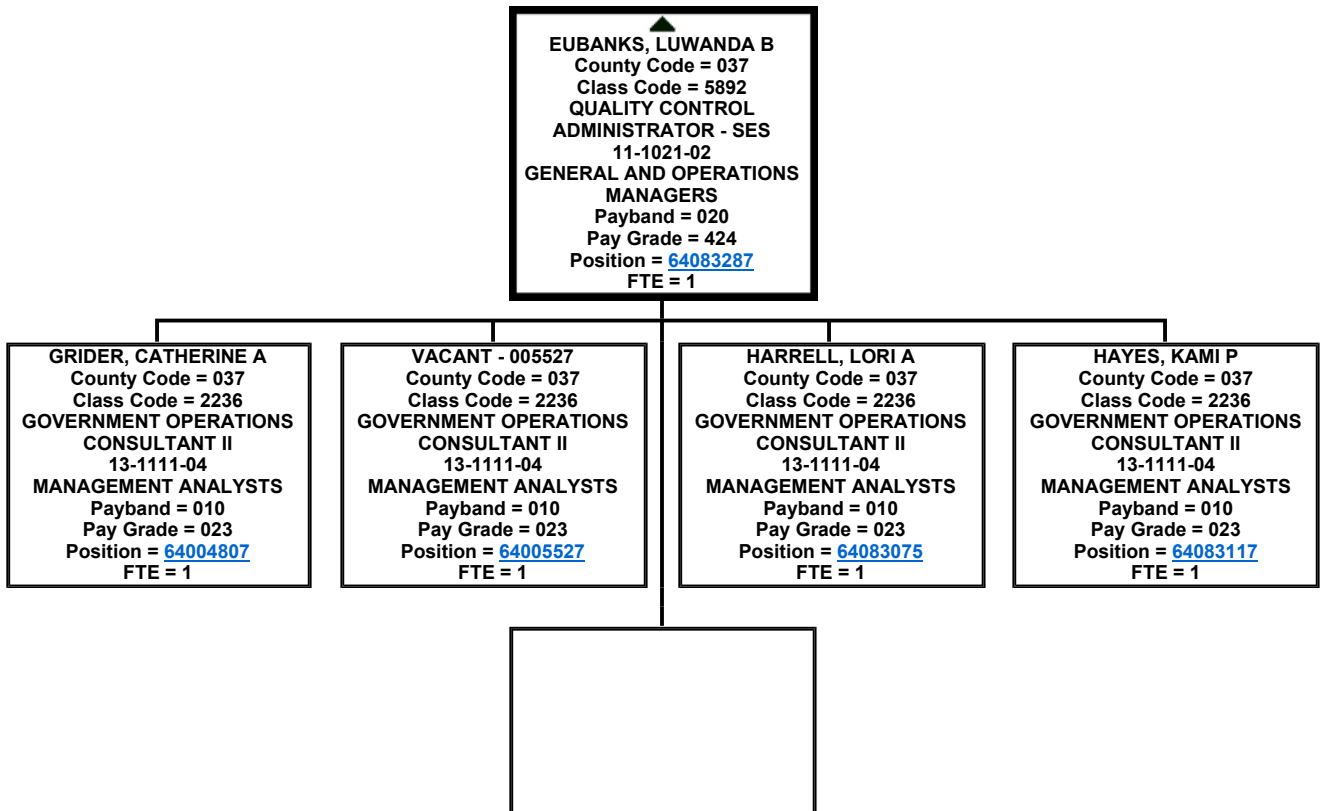 EUBANKS, LUWANDA B
County Code = 037
Class Code = 5892
QUALITY CONTROL
ADMINISTRATOR - SES
11-1021-02
GENERAL AND OPERATIONS
MANAGERS
Payband = 020
Pay Grade = 424
Position = 64083287
FTE = 1
GRIDER, CATHERINE A
County Code = 037
Class Code = 2236
GOVERNMENT OPERATIONS
CONSULTANT II
13-1111-04
MANAGEMENT ANALYSTS
Payband = 010
Pay Grade = 023
Position = 64004807
FTE = 1
VACANT - 005527
County Code = 037
Class Code = 2236
GOVERNMENT OPERATIONS
CONSULTANT II
13-1111-04
MANAGEMENT ANALYSTS
Payband = 010
Pay Grade = 023
Position = 64005527
FTE = 1
HARRELL, LORI A
County Code = 037
Class Code = 2236
GOVERNMENT OPERATIONS
CONSULTANT II
13-1111-04
MANAGEMENT ANALYSTS
Payband = 010
Pay Grade = 023
Position = 64083075
FTE = 1
HAYES, KAMI P
County Code = 037
Class Code = 2236
GOVERNMENT OPERATIONS
CONSULTANT II
13-1111-04
MANAGEMENT ANALYSTS
Payband = 010
Pay Grade = 023
Position = 64083117
FTE = 1